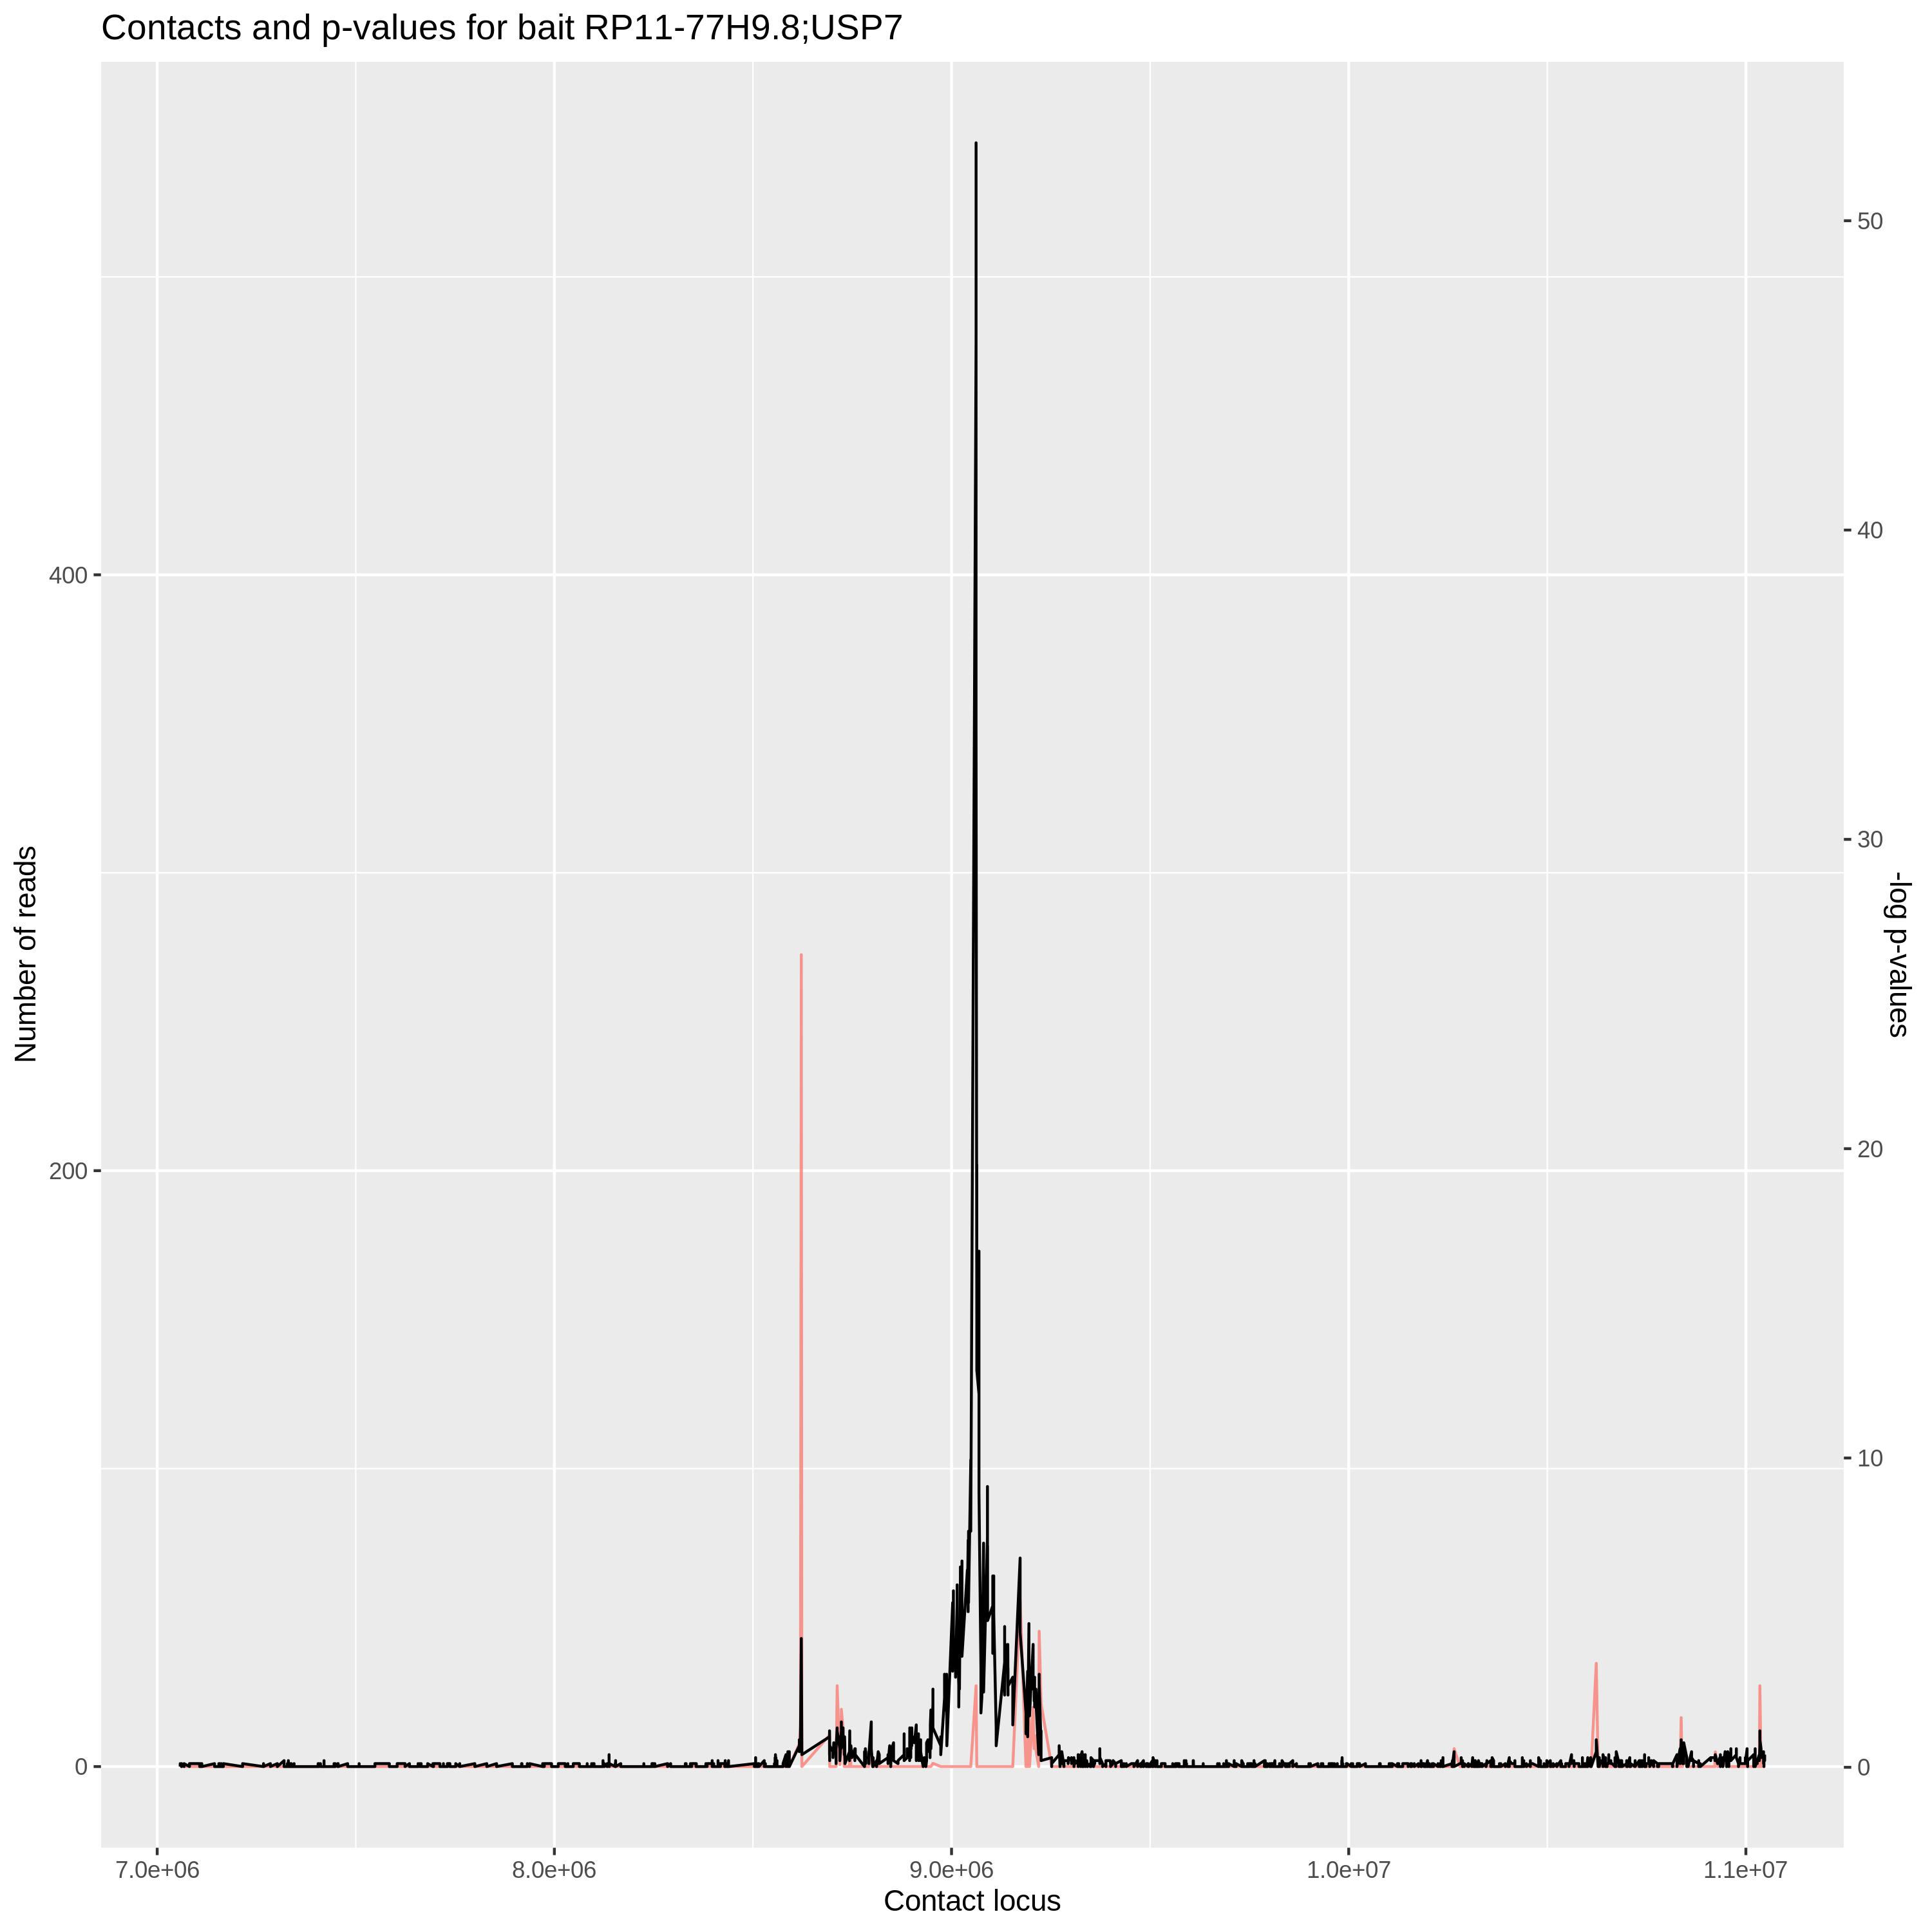 Contacts and p-values for bait RP11-77H9.8;USP7
Number of reads
400
200
0
50
40
30
20
10
0
-log p-values
7.0e+06 8.0e+06 9.0e+06 1.0e+07 1.1e+07
Contact locus